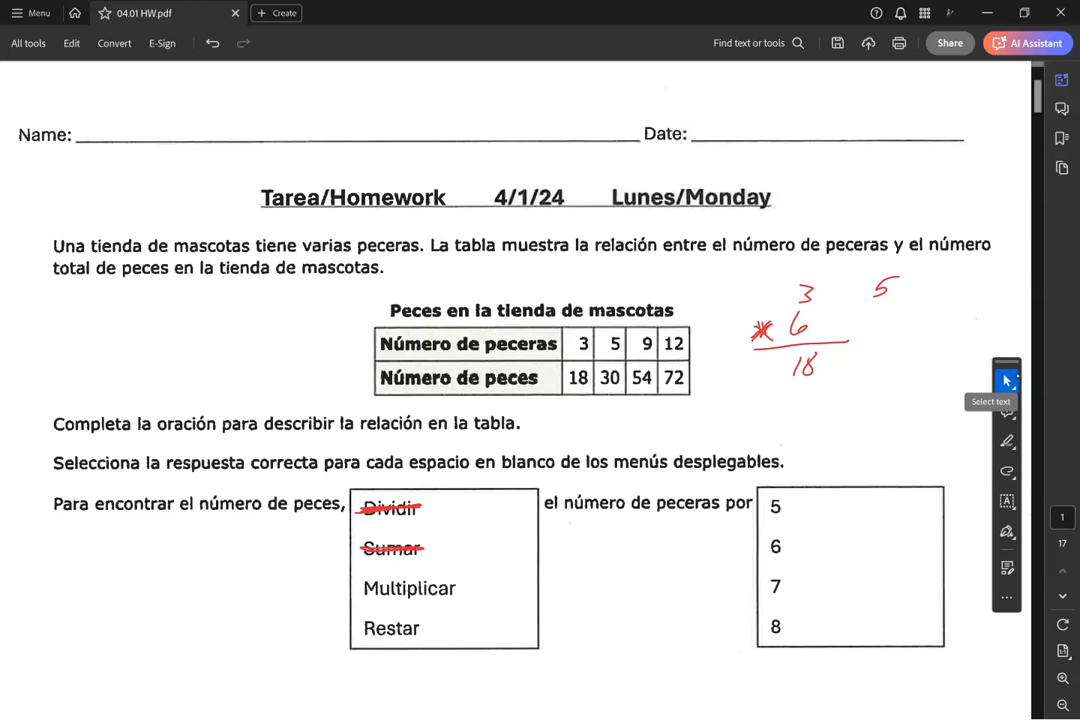 Menu
04.01 HW.pdf
Create
All tools Edit Convert E-Sign
Find text or tools
Share
AI Assistant
Name: Date:
Tarea/Homework 4/1/24 Lunes/Monday
Una tienda de mascotas tiene varias peceras. La tabla muestra la relación entre el número de peceras y el número
total de peces en la tienda de mascotas.
Peces en la tienda de mascotas
Número de peceras 3 5 9 12
Número de peces 18 30 54 72
3 5
6
18
Select text
Completa la oración para describir la relación en la tabla.
Selecciona la respuesta correcta para cada espacio en blanco de los menús desplegables.
Para encontrar el número de peces,
Dividir
Sumar
Multiplicar
Restar
el número de peceras por
5
6
7
8
1
17